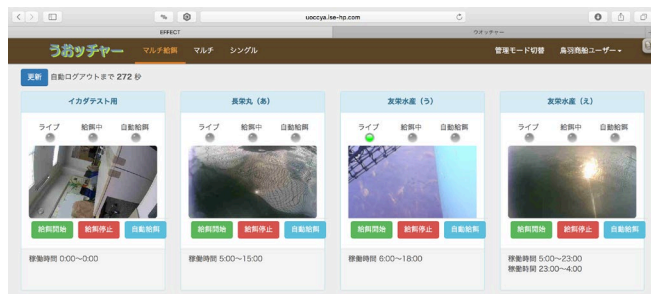 uoccya.ise-hp.com
EFFECT
ウオッチャー
うおッチャー マルチ給餌 マルチ シングル 管理モード切替 鳥羽商船ユーザー
更新 自動ログアウトまで 272 秒
イカダテスト用 長栄丸（あ） 友栄水産（う） 友栄水産（え）
ライブ 給餌中 自動給餌 ライブ 給餌中 自動給餌 ライブ 給餌中 自動給餌 ライブ 給餌中 自動給餌
給餌開始 給餌停止 自動給餌 給餌開始 給餌停止 自動給餌 給餌開始 給餌停止 自動給餌 給餌開始 給餌停止 自動給餌
稼働時間 0:00〜0:00 稼働時間 5:00〜15:00 稼働時間 6:00〜18:00 稼働時間 5:00〜23:00
稼働時間 23:00〜4:00